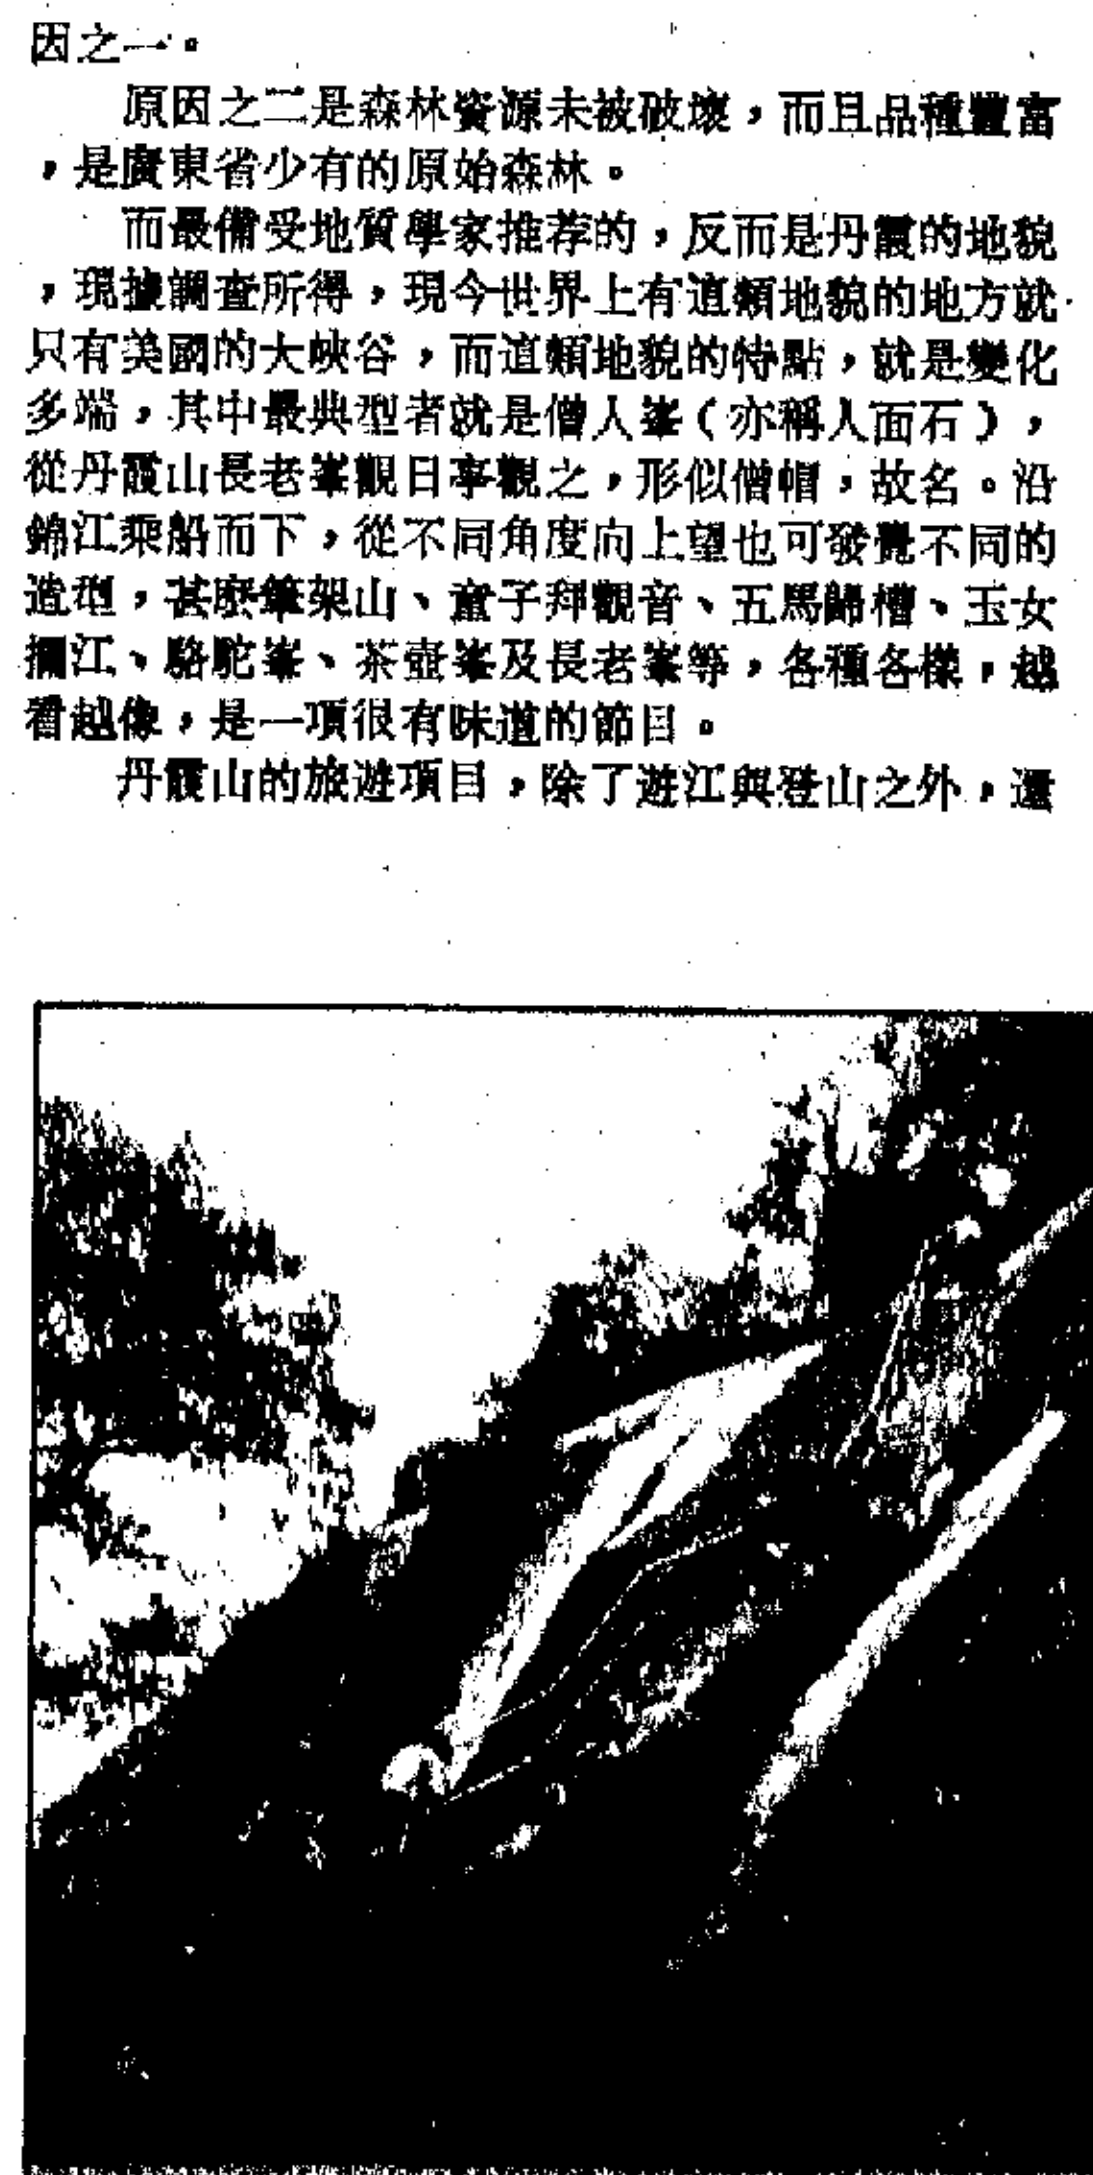 因之一。
原因之二是森林資源未被破壞，而且品種豐富
，是廣東省少有的原始森林。
而最備受地質學家推荐的，反而是丹霞的地貌
，現據調查所得，現今世界上有這類地貌的地方就
只有美國的大峽谷，而這類地貌的特點，就是變化
多端，其中最典型者就是僧人峯（亦稱人面石），
從丹霞山長老峯觀日亭觀之，形似僧帽，故名。沿
錦江乘船而下，從不同角度向上望也可發覺不同的
造型，甚麽筆架山、童子拜觀音、五馬歸槽、玉女
攔江、駱駝峯、茶壺峯及長老峯等，各種各樣，越
看越像，是一項很有味道的節目。
丹霞山的旅遊項目，除了遊江與登山之外，還